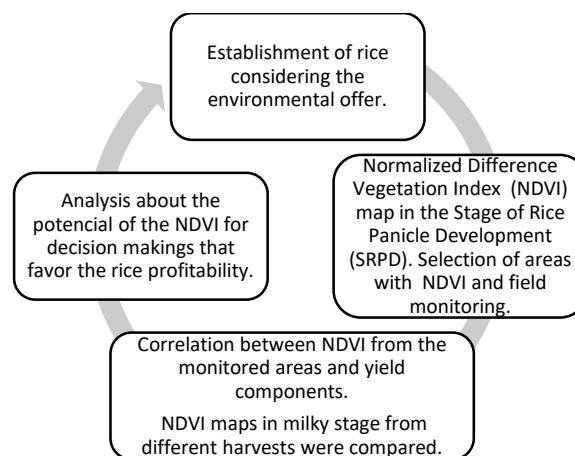 Establishment of rice
considering the
environmental offer.
Normalized Difference
Vegetation Index (NDVI)
map in the Stage of Rice
Panicle Development
(SRPD). Selection of areas
with NDVI and field
monitoring.
Correlation between NDVI from the
monitored areas and yield
components.
NDVI maps in milky stage from
different harvests were compared.
Analysis about the
potencial of the NDVI for
decision makings that
favor the rice profitability.